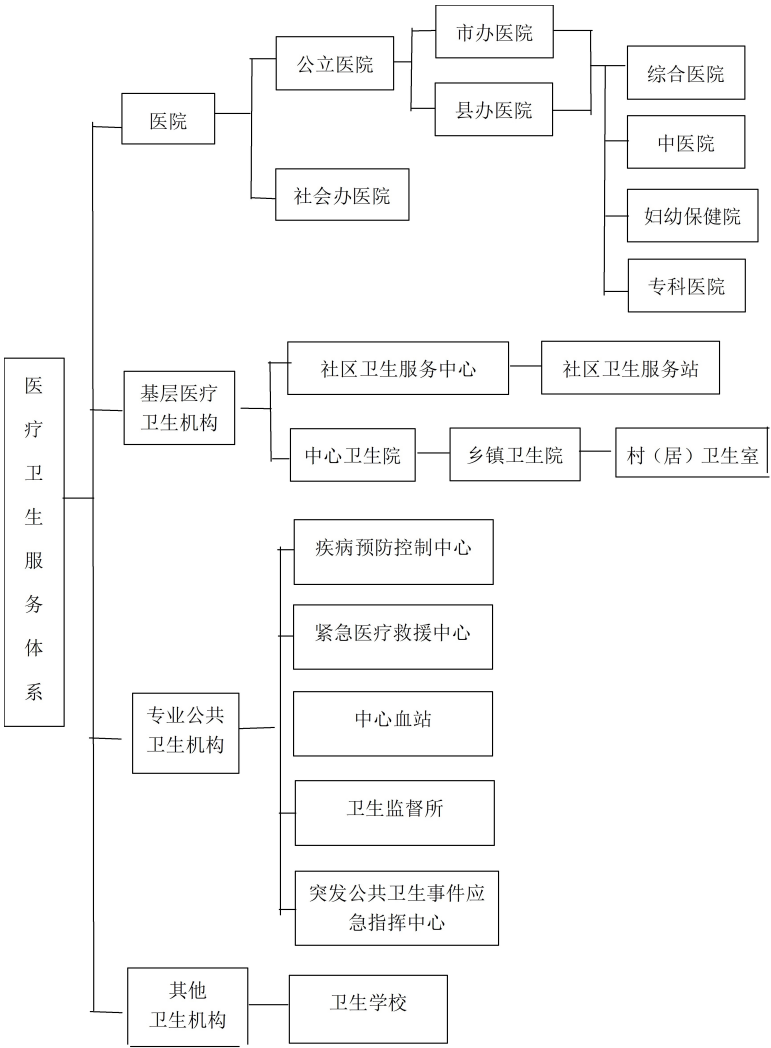 市办医院
公立医院
综合医院
县办医院
医院
中医院
社会办医院
妇幼保健院
专科医院
医疗卫生服务体系
基层医疗
卫生机构
社区卫生服务中心
社区卫生服务站
中心卫生院
乡镇卫生院
村（居）卫生室
疾病预防控制中心
紧急医疗救援中心
专业公共
卫生机构
中心血站
卫生监督所
突发公共卫生事件应
急指挥中心
其他
卫生机构
卫生学校